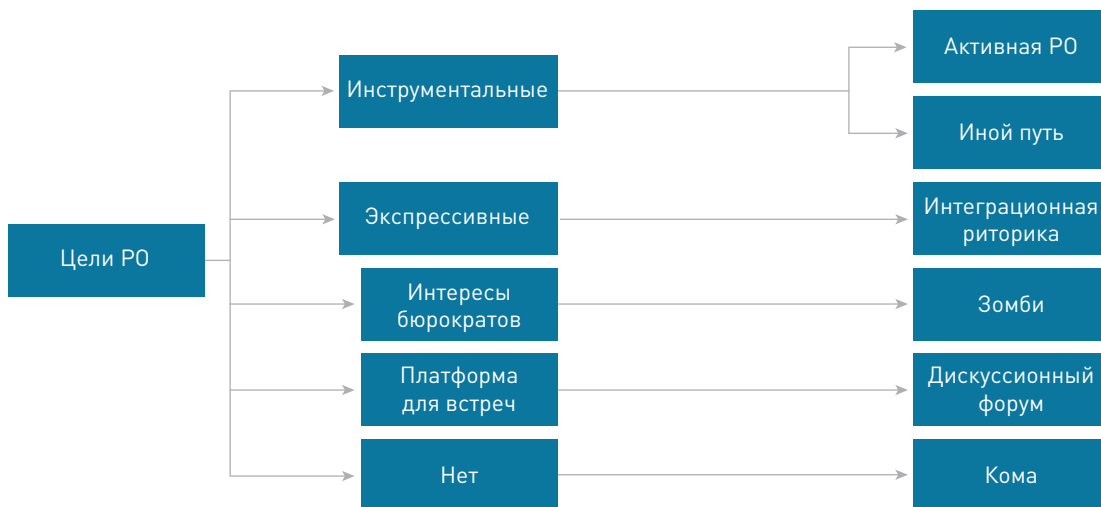 Активная РО
Инструментальные
Иной путь
Экспрессивные
Интеграционная
риторика
Цели РО
Интересы
бюрократов
Зомби
Платформа
для встреч
Дискуссионный
форум
Нет
Кома